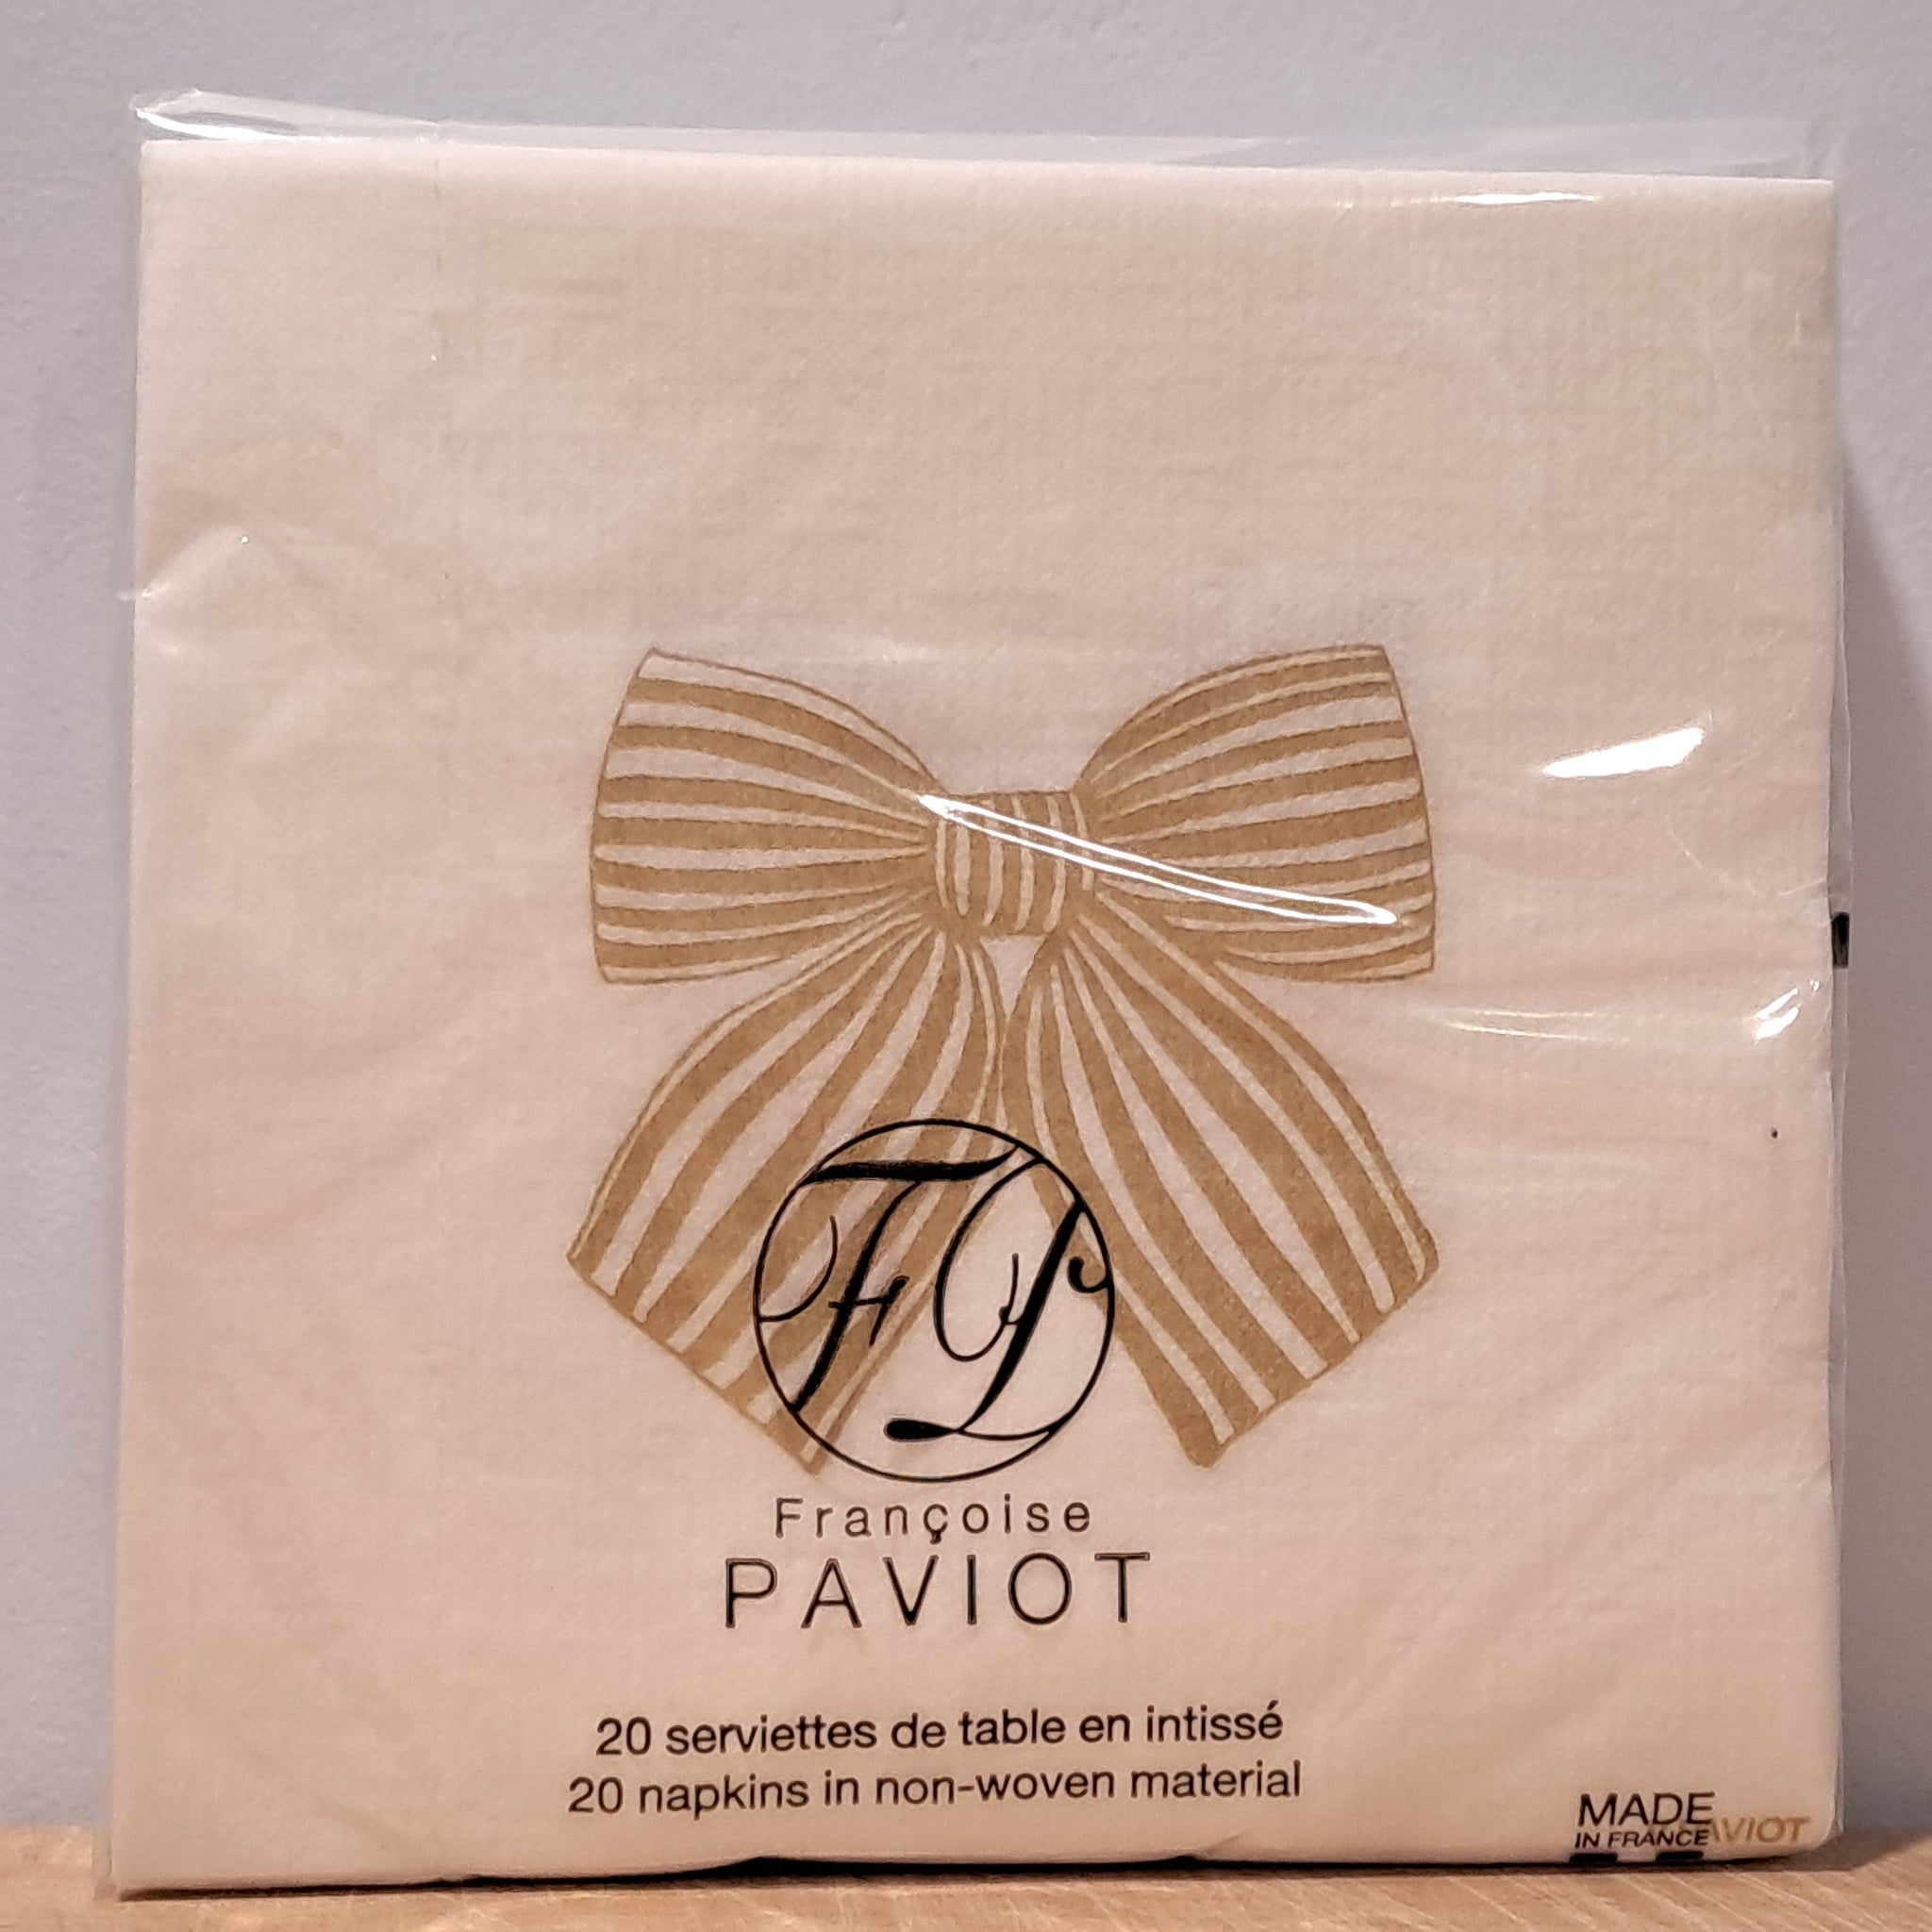 FP
Françoise
PAVIOT
20 serviettes de table en intissé
20 napkins in non-woven material
MADE
IN FRANCE